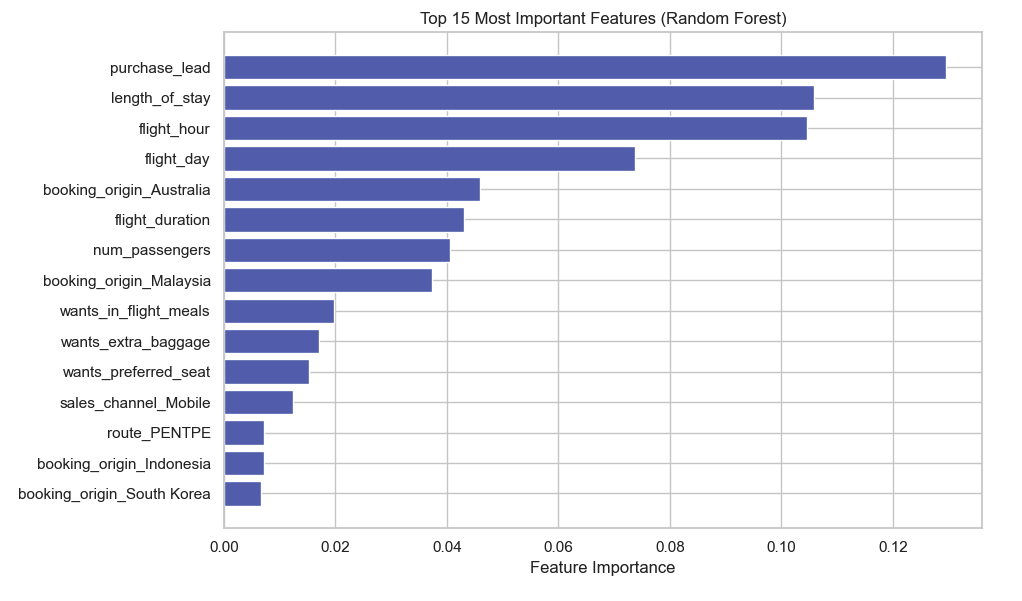 Top 15 Most Important Features (Random Forest)
purchase_lead
length_of_stay
flight_hour
flight_day
booking_origin_Australia
flight_duration
num_passengers
booking_origin_Malaysia
wants_in_flight_meals
wants_extra_baggage
wants_preferred_seat
sales_channel_Mobile
route_PENTPE
booking_origin_Indonesia
booking_origin_South Korea
0.00 0.02 0.04 0.06 0.08 0.10 0.12
Feature Importance